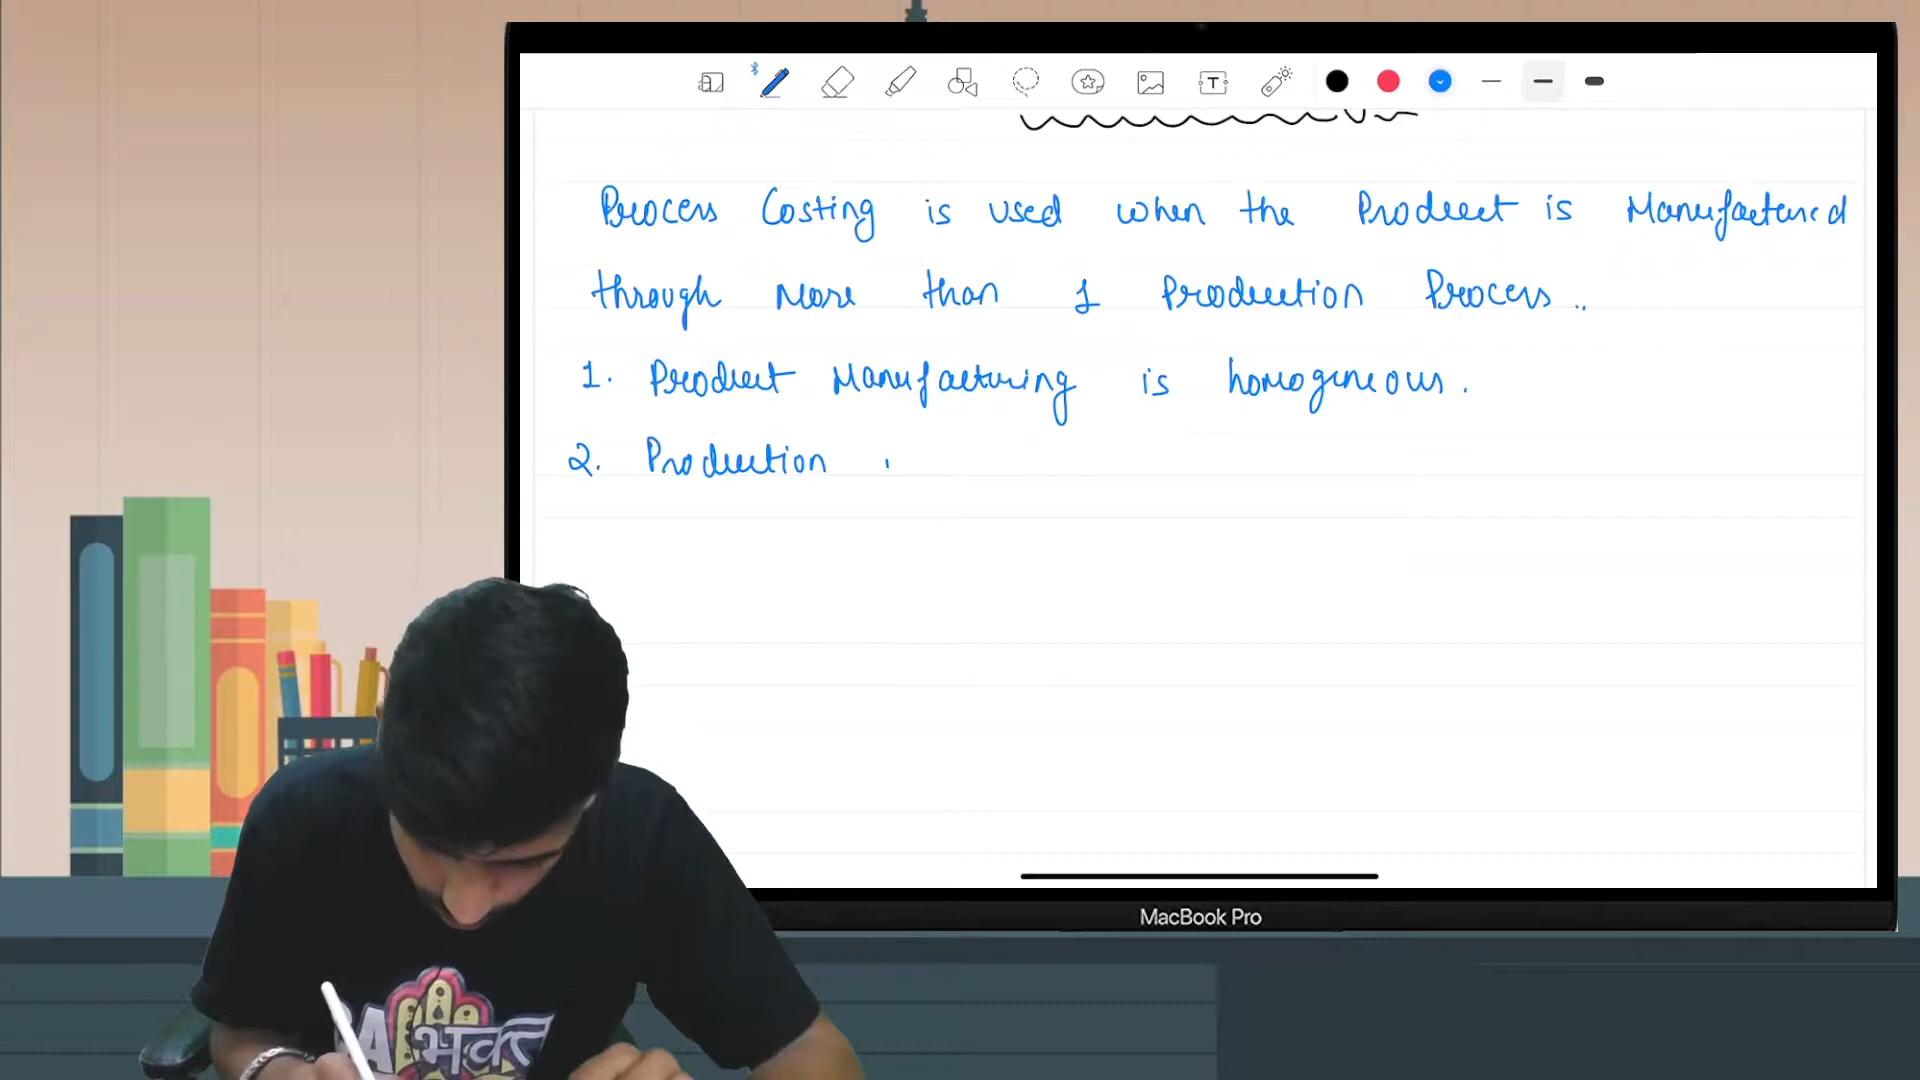 Process Costing is used when the Product is Manufactured
through More than 1 Production Process..
1. Product Manufacturing is homogeneous.
2. Production
MacBook Pro
भक्त